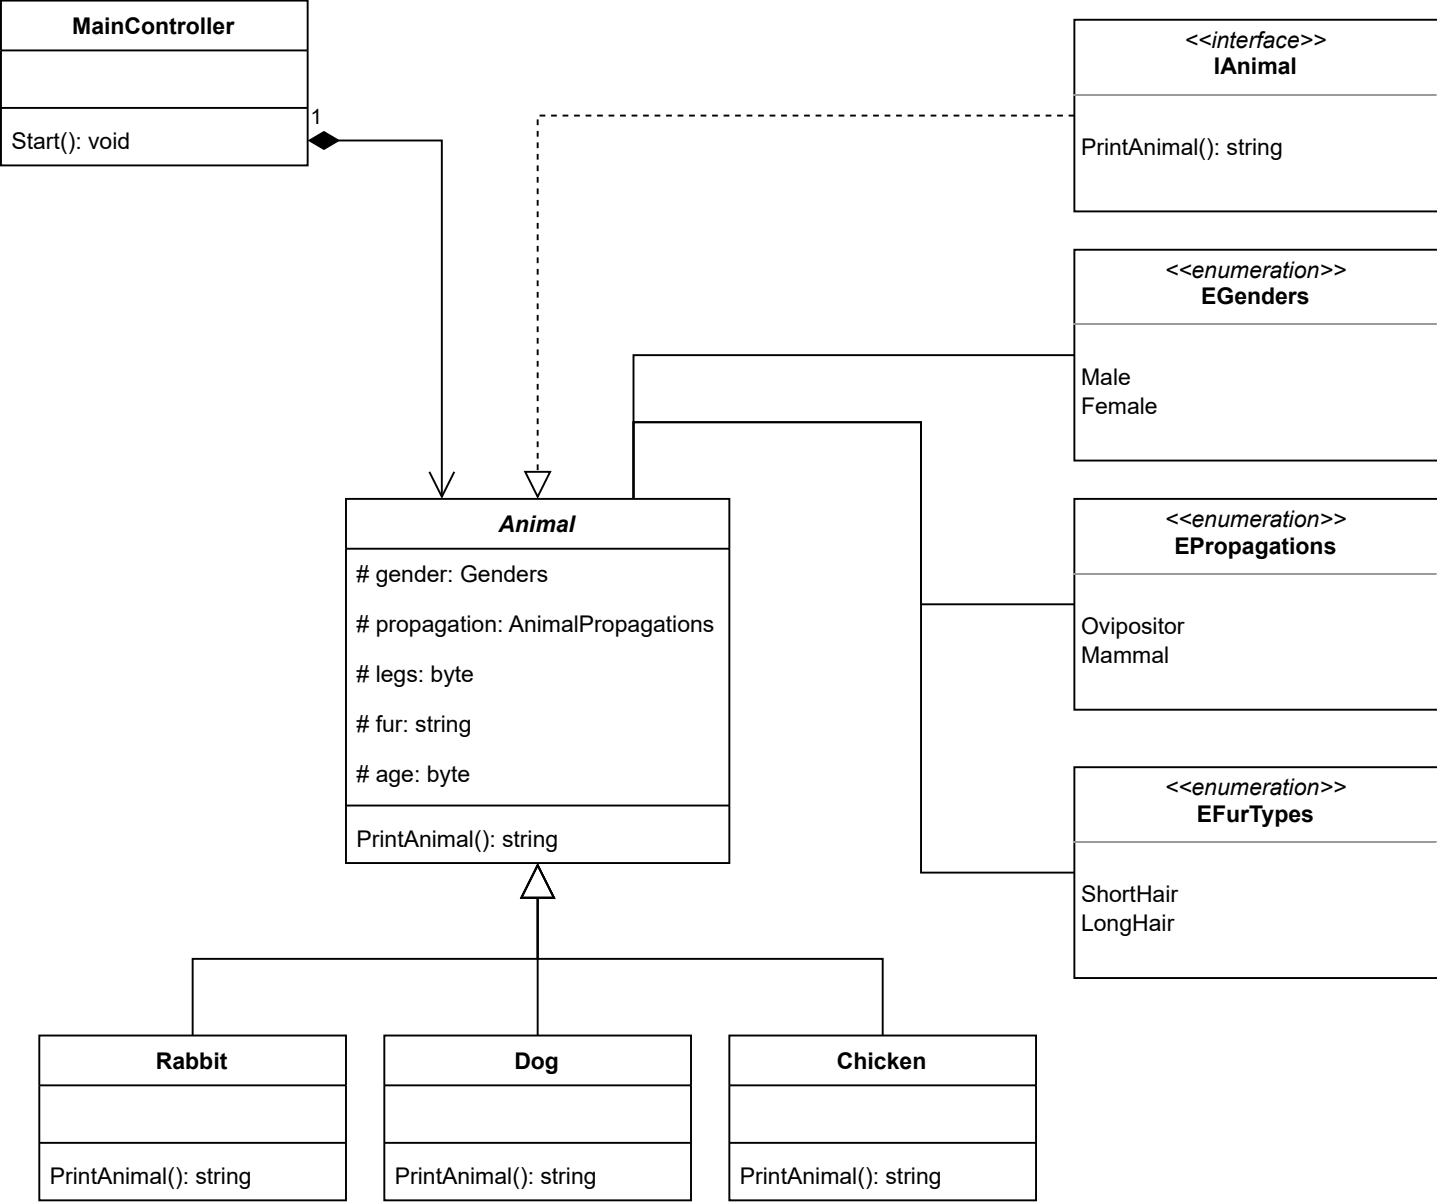 MainController
Start(): void
1
<<interface>>
IAnimal
PrintAnimal(): string
<<enumeration>>
EGenders
Male
Female
Animal
# gender: Genders
# propagation: AnimalPropagations
# legs: byte
# fur: string
# age: byte
PrintAnimal(): string
<<enumeration>>
EPropagations
Ovipositor
Mammal
<<enumeration>>
EFurTypes
ShortHair
LongHair
Rabbit
PrintAnimal(): string
Dog
PrintAnimal(): string
Chicken
PrintAnimal(): string